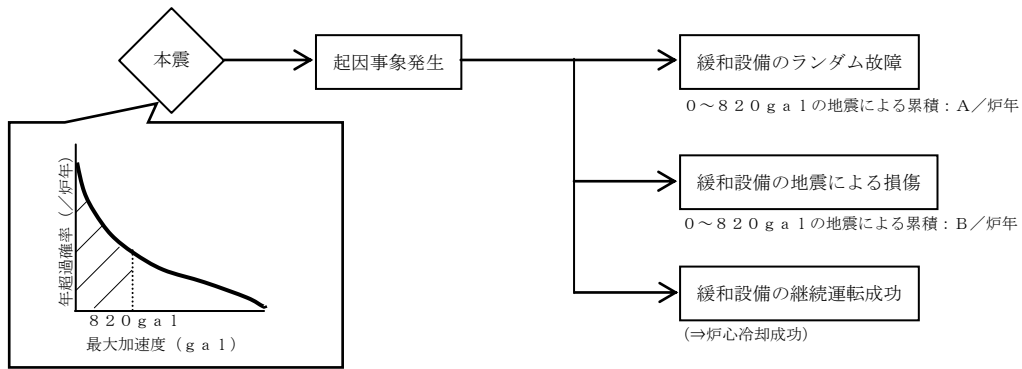 本震
起因事象発生
緩和設備のランダム故障
0～820galの地震による累積：A／炉年
緩和設備の地震による損傷
0～820galの地震による累積：B／炉年
緩和設備の継続運転成功
(⇒炉心冷却成功)
年超過確率（／炉年）
820gal
最大加速度（gal）